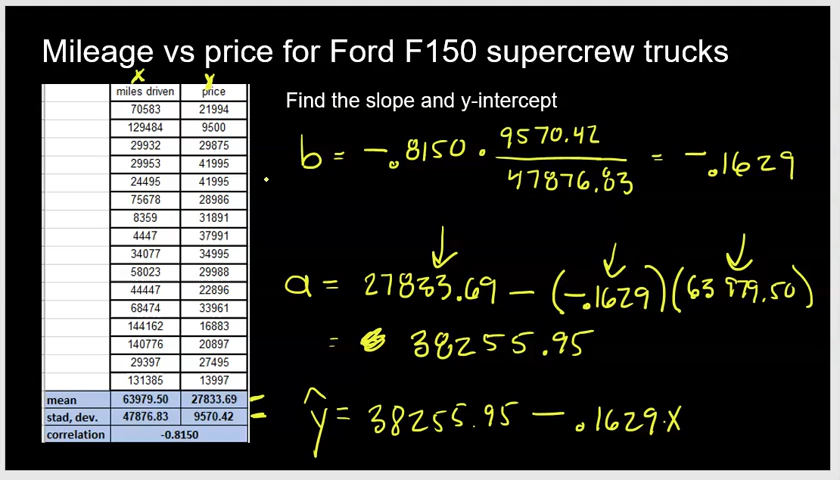 Mileage vs price for Ford F150 supercrew trucks
x y
miles driven price
70583 21994
129484 9500
29932 29875
29953 41995
24495 41995
75678 28986
8359 31891
4447 37991
34077 34995
58023 29988
44447 22896
68474 33961
144162 16883
140776 20897
29397 27495
131385 13997
mean 63979.50 27833.69
stad, dev. 47876.83 9570.42
correlation -0.8150
Find the slope and y-intercept
b = -.8150 · 9570.42 / 47876.83 = -.1629
a = 27833.69 - (-.1629)(63979.50)
= 38255.95
ŷ = 38255.95 - .1629x